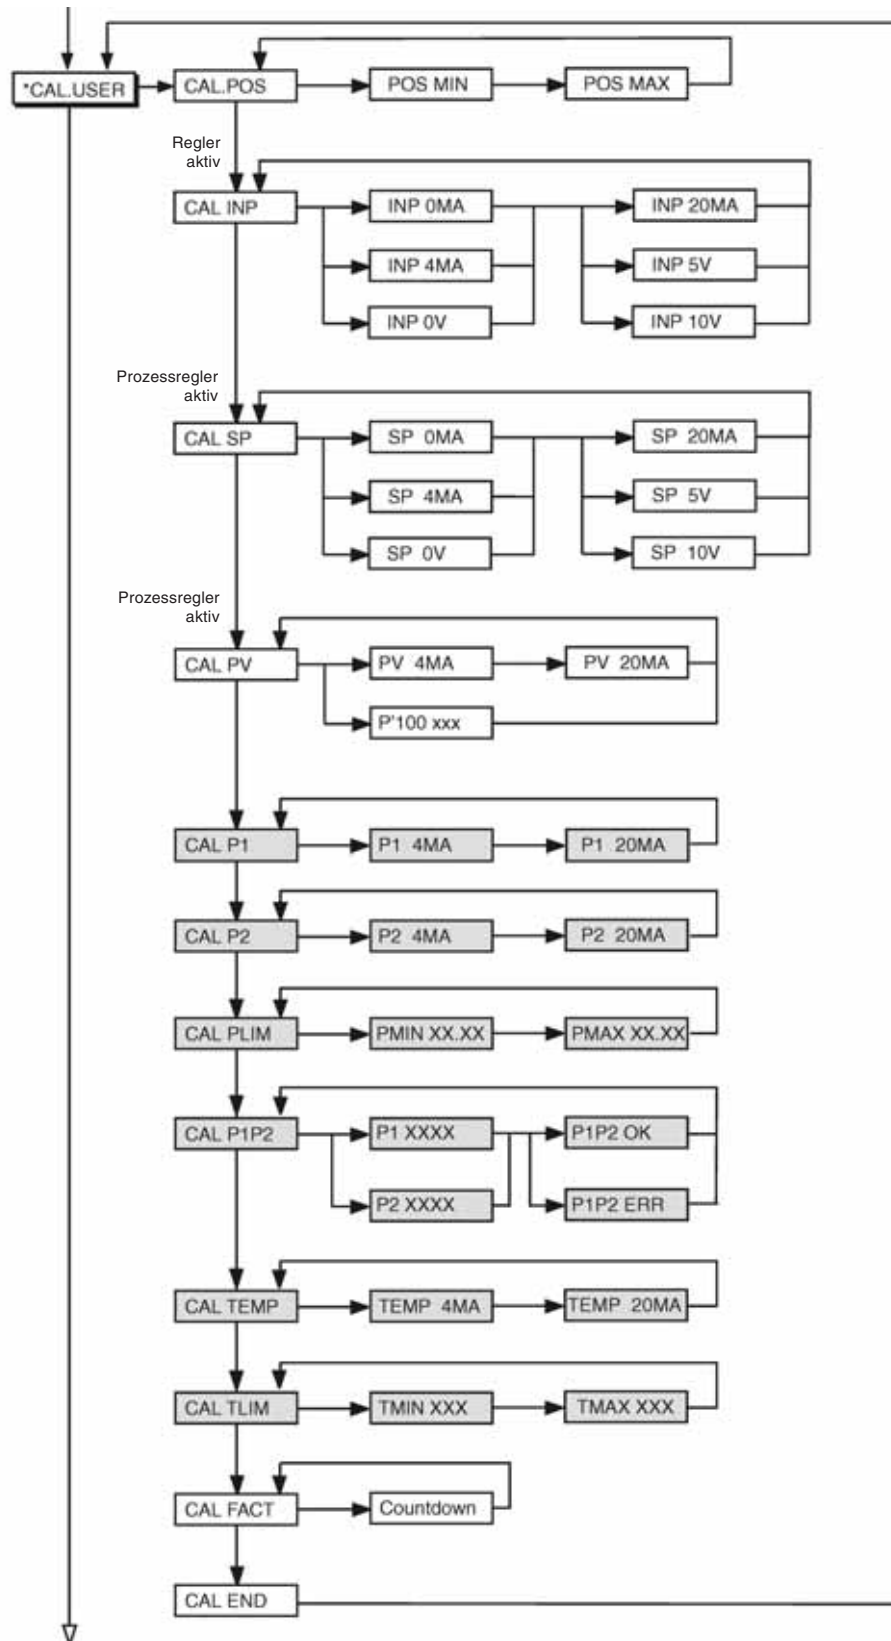 *CAL.USER
CAL.POS
POS MIN
POS MAX
Regler
aktiv
CAL INP
INP 0MA
INP 20MA
INP 4MA
INP 5V
INP 0V
INP 10V
Prozessregler
aktiv
CAL SP
SP 0MA
SP 20MA
SP 4MA
SP 5V
SP 0V
SP 10V
Prozessregler
aktiv
CAL PV
PV 4MA
PV 20MA
P'100 xxx
CAL P1
P1 4MA
P1 20MA
CAL P2
P2 4MA
P2 20MA
CAL PLIM
PMIN XX.XX
PMAX XX.XX
CAL P1P2
P1 XXXX
P1P2 OK
P2 XXXX
P1P2 ERR
CAL TEMP
TEMP 4MA
TEMP 20MA
CAL TLIM
TMIN XXX
TMAX XXX
CAL FACT
Countdown
CAL END